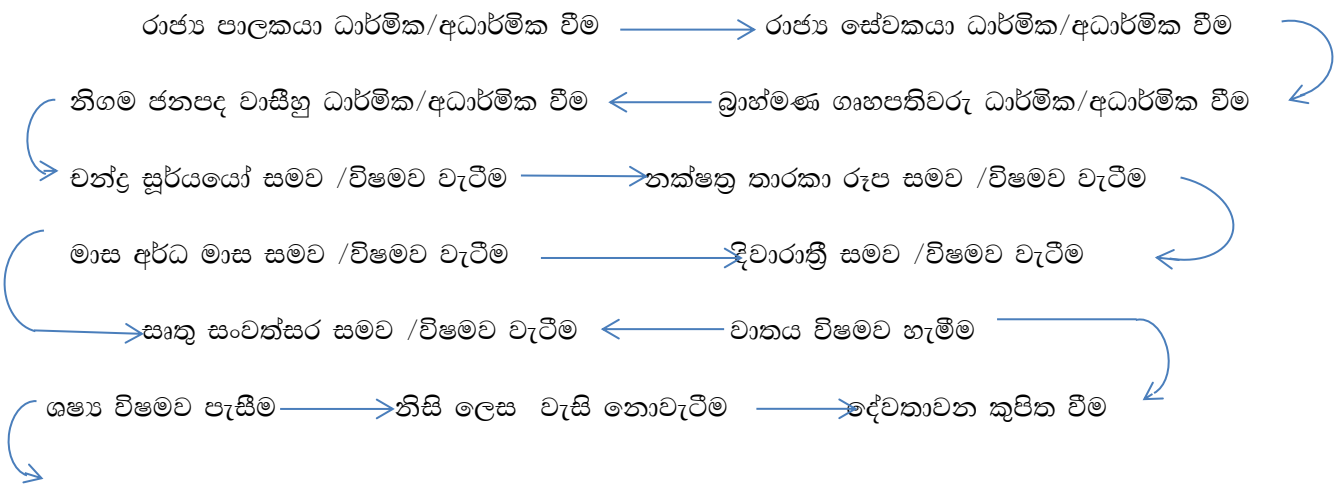 රාජ්‍ය පාලකයා ධාර්මික/අධාර්මික වීම රාජ්‍ය සේවකයා ධාර්මික/අධාර්මික වීම
නිගම ජනපද වාසීහු ධාර්මික/අධාර්මික වීම බ්‍රාහ්මණ ගෘහපතිවරු ධාර්මික/අධාර්මික වීම
චන්ද්‍ර සූර්යයෝ සමව /විෂමව වැටීම නක්ෂත්‍ර තාරකා රූප සමව /විෂමව වැටීම
මාස අර්ධ මාස සමව /විෂමව වැටීම දිවාරාත්‍රී සමව /විෂමව වැටීම
සෘතු සංවත්සර සමව /විෂමව වැටීම වාතය විෂමව හැමීම
ශෂ්‍ය විෂමව පැසීම නිසි ලෙස වැසි නොවැටීම දේවතාවන කුපිත වීම